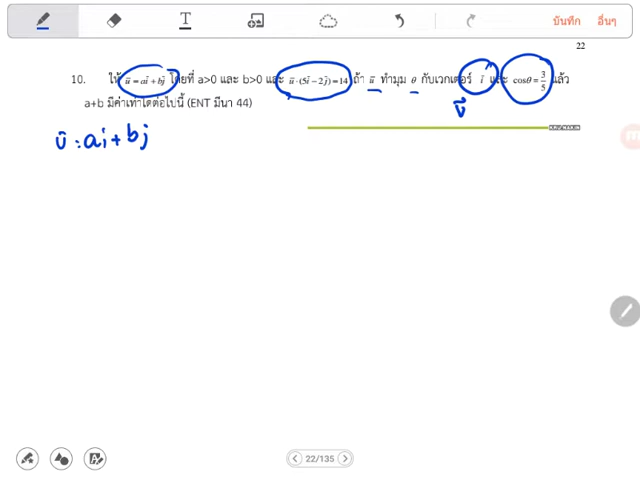 บันทึก อื่นๆ
22
10. ให้ ū = aī + bj̄ โดยที่ a>0 และ b>0 และ ū · (5ī − 2j̄) = 14 ถ้า ū ทำมุม θ กับเวกเตอร์ ī และ cosθ = 3/5 แล้ว
a+b มีค่าเท่าใดต่อไปนี้ (ENT มีนา 44)
v̄
ū : ai + bj
22/135